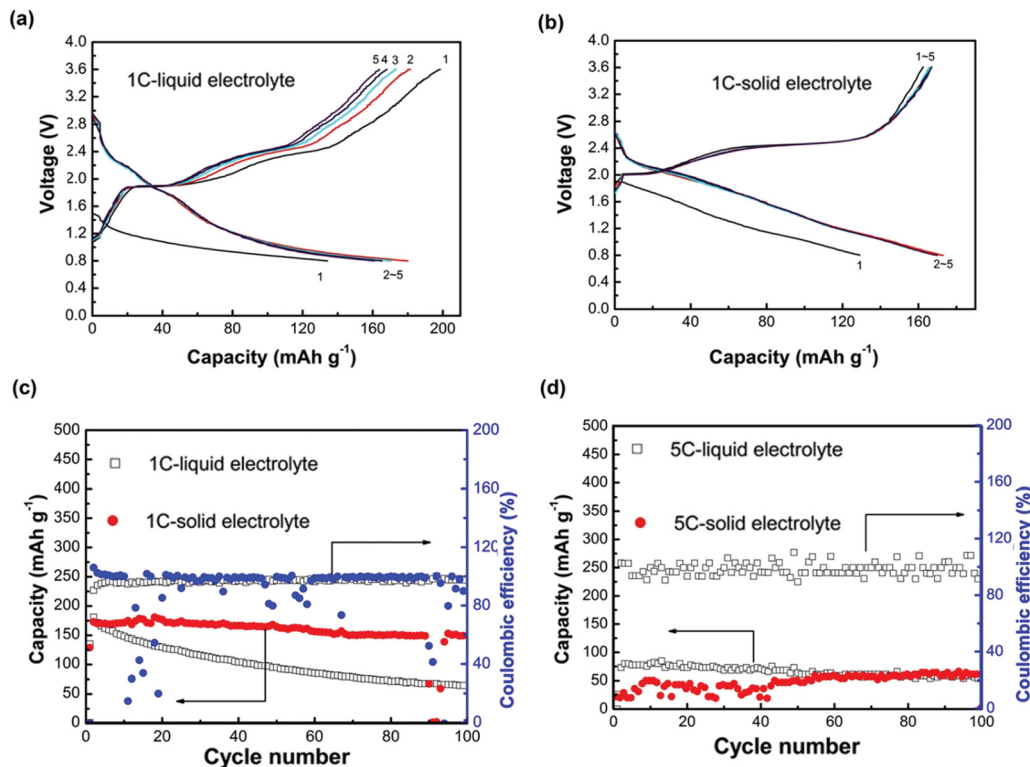 (a)
4.0
3.6
3.2
2.8
2.4
2.0
1.6
1.2
0.8
0.4
0.0
Voltage (V)
1C-liquid electrolyte
5 4 3 2 1
1
2~5
0 40 80 120 160 200
Capacity (mAh g⁻¹)
(b)
4.0
3.6
3.2
2.8
2.4
2.0
1.6
1.2
0.8
0.4
0.0
Voltage (V)
1C-solid electrolyte
1~5
1
2~5
0 40 80 120 160
Capacity (mAh g⁻¹)
(c)
500
450
400
350
300
250
200
150
100
50
0
Capacity (mAh g⁻¹)
1C-liquid electrolyte
1C-solid electrolyte
200
160
120
80
40
0
Coulombic efficiency (%)
0 20 40 60 80 100
Cycle number
(d)
500
450
400
350
300
250
200
150
100
50
0
Capacity (mAh g⁻¹)
5C-liquid electrolyte
5C-solid electrolyte
200
160
120
80
40
0
Coulombic efficiency (%)
0 20 40 60 80 100
Cycle number